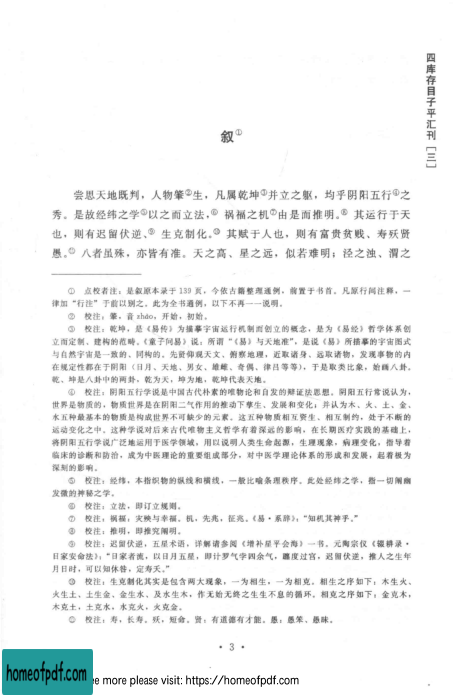 四库存目子平汇刊［三］
叙①
尝思天地既判，人物肇②生，凡属乾坤③并立之躯，均乎阴阳五行④之
秀。是故经纬之学⑤以之而立法，⑥祸福之机⑦由是而推明。⑧其运行于天
也，则有迟留伏逆、⑨生克制化。⑩其赋于人也，则有富贵贫贱、寿妖贤
愚。⑪八者虽殊，亦皆有准。天之高、星之远，似若难明；泾之浊、渭之
① 点校者注：是叙原本录于139页，今依古籍整理通例，前置于书首。凡原行间注释，一
律加“行注”于前以别之。此为全书通例，以下不再一一说明。
② 校注：肇，音zhào，开始，初始。
③ 校注：乾坤，是《易传》为描摹宇宙运行机制而创立的概念，是为《易经》哲学体系创
立而定制、建构的范畴。《童子问易》说：所谓“《易》与天地准”，是说《易》所描摹的宇宙图式
与自然宇宙是一致的、同构的。先贤仰观天文、俯察地理，近取诸身、远取诸物，发现事物的内
在规定性都在于阴阳（日月、天地、男女、雄雌、奇偶、律吕等等），于是取类比象，始画八卦。
乾、坤是八卦中的两卦，乾为天，坤为地，乾坤代表天地。
④ 校注：阴阳五行学说是中国古代朴素的唯物论和自发的辩证法思想。阴阳五行常说认为，
世界是物质的，物质世界是在阴阳二气作用的推动下孳生、发展和变化；并认为木、火、土、金、
水五种最基本的物质是构成世界不可缺少的元素。这五种物质相互资生、相互制约，处于不断的
运动变化之中。这种学说对后来古代唯物主义哲学有着深远的影响，在长期医疗实践的基础上，
将阴阳五行学说广泛地运用于医学领域，用以说明人类生命起源，生理现象，病理变化，指导着
临床的诊断和防治，成为中医理论的重要组成部分，对中医学理论体系的形成和发展，起着极为
深刻的影响。
⑤ 校注：经纬，本指织物的纵线和横线，一般比喻条理秩序。此处经纬之学，指一切阐幽
发微的神秘之学。
⑥ 校注：立法，即订立规则。
⑦ 校注：祸福，灾殃与幸福。机，先兆，征兆。《易·系辞》：“知机其神乎。”
⑧ 校注：推明，即推究阐明。
⑨ 校注：迟留伏逆，五星术语，详解请参阅《增补星平会海》一书。元陶宗仪《辍耕录·
日家安命法》：“日家者流，以日月五星，即计罗气孛四余气，躔度过宫，迟留伏逆，推人之生年
月日时，可以知休咎，定寿夭。”
⑩ 校注：生克制化其实是包含两大现象，一为相生，一为相克。相生之序如下：木生火、
火生土、土生金、金生水、及水生木，作无始无终之生生不息的循环。相克之序如下：金克木，
木克土，土克水，水克火，火克金。
⑪ 校注：寿：长寿。妖，短命。贤：有道德有才能。愚：愚笨、愚昧。
· 3 ·
homeofpdf.com
ee more please visit: https://homeofpdf.com